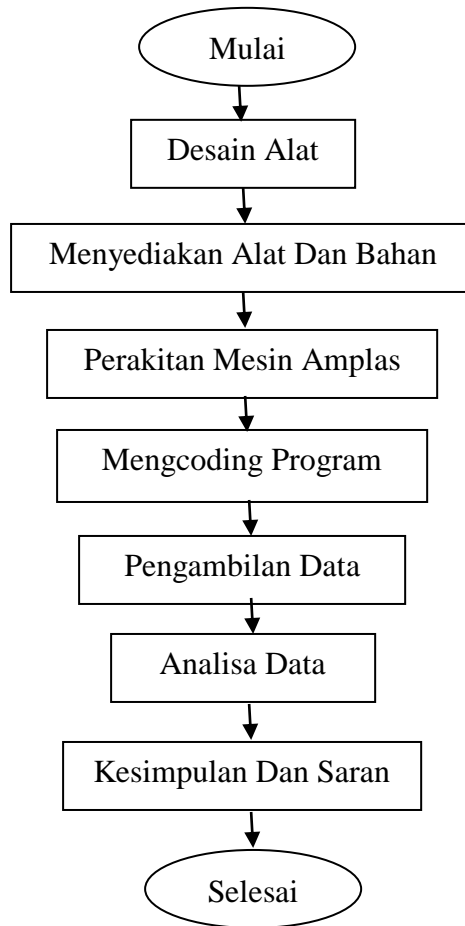 Mulai
Desain Alat
Menyediakan Alat Dan Bahan
Perakitan Mesin Amplas
Mengcoding Program
Pengambilan Data
Analisa Data
Kesimpulan Dan Saran
Selesai